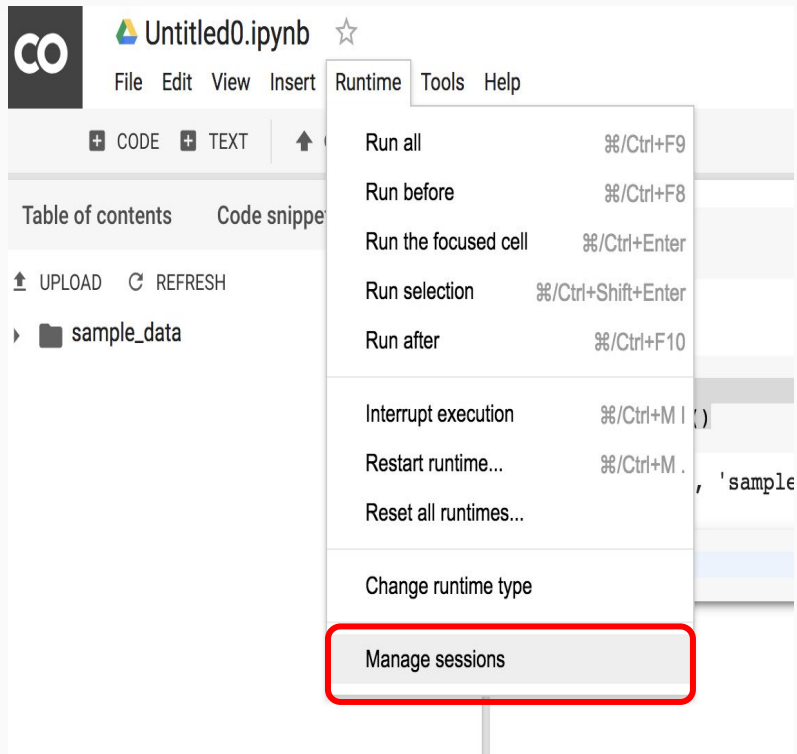 CO
Untitled0.ipynb
File Edit View Insert Runtime Tools Help
CODE TEXT
Table of contents Code
UPLOAD REFRESH
sample_data
Run all ⌘/Ctrl+F9
Run before ⌘/Ctrl+F8
Run the focused cell ⌘/Ctrl+Enter
Run selection ⌘/Ctrl+Shift+Enter
Run after ⌘/Ctrl+F10
Interrupt execution ⌘/Ctrl+M I
Restart runtime... ⌘/Ctrl+M .
Reset all runtimes...
Change runtime type
Manage sessions
()
, 'sample